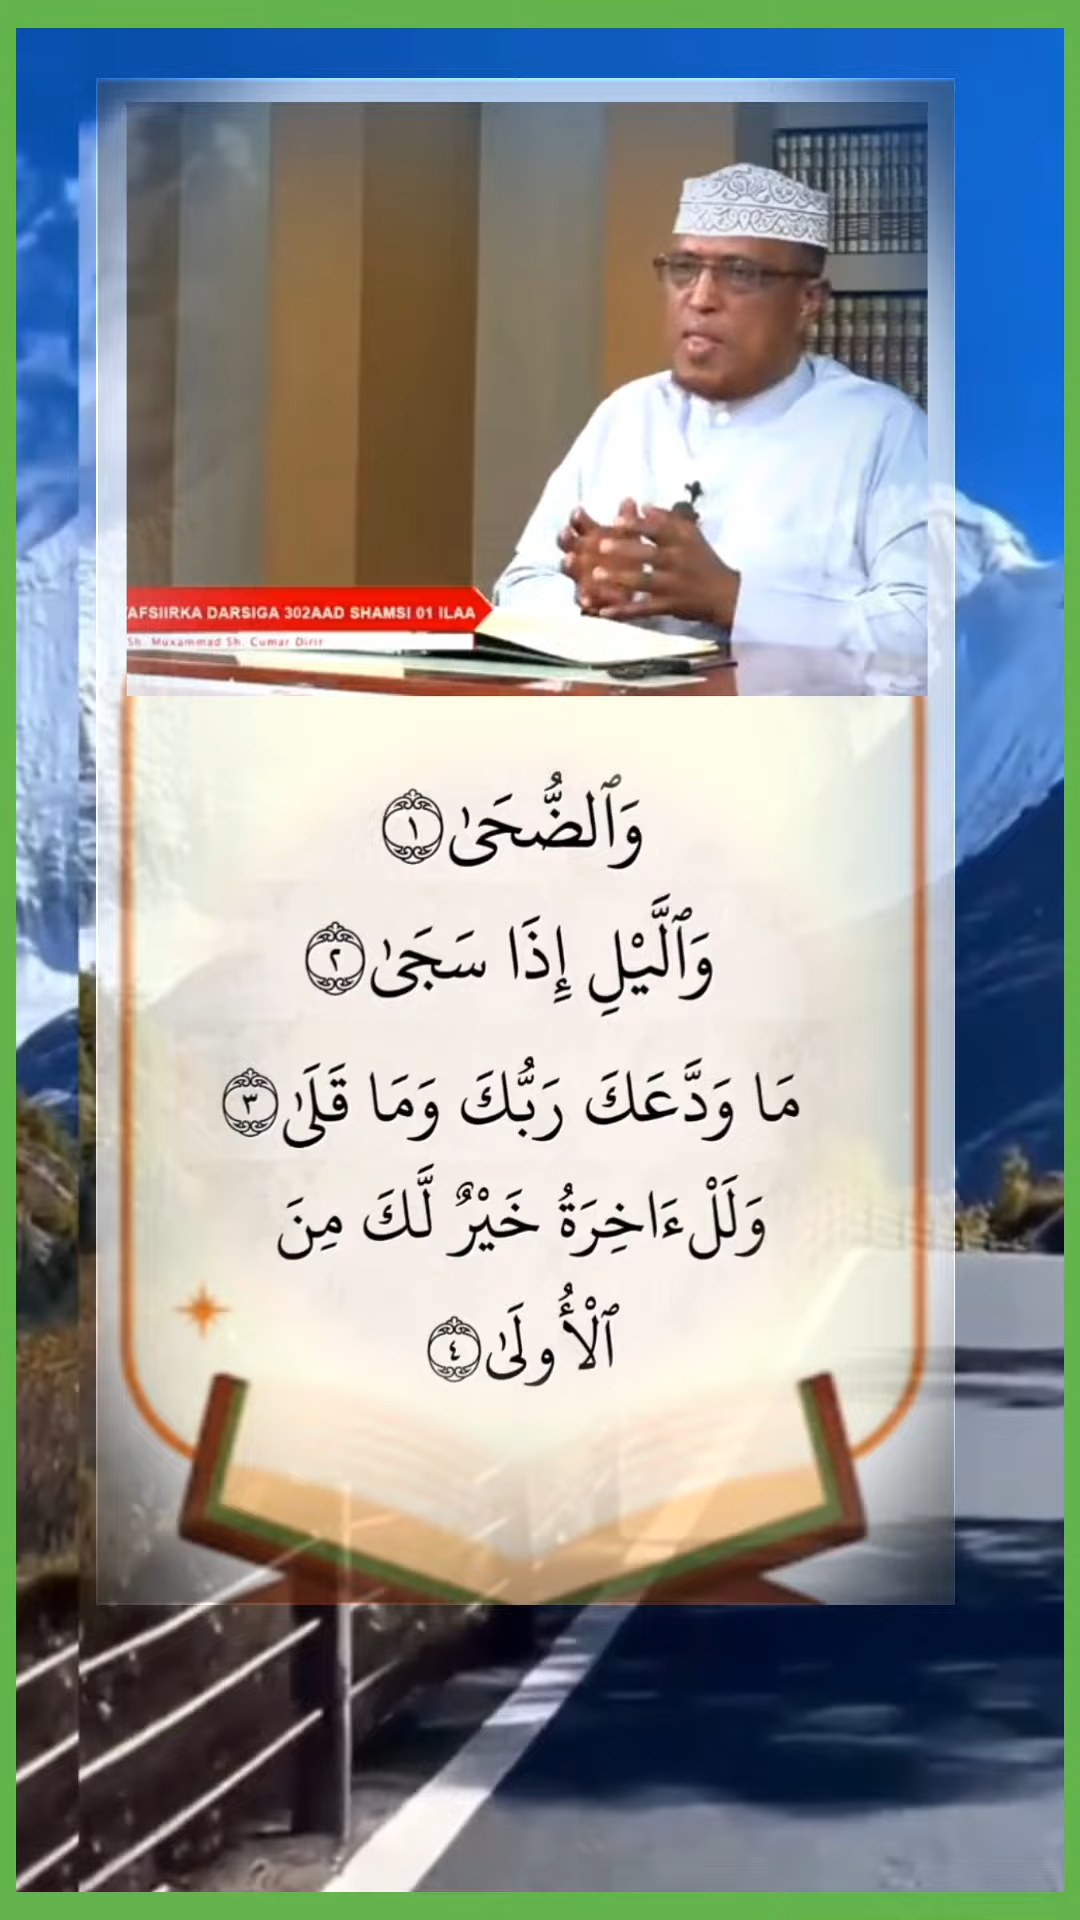 AFSIIRKA DARSIGA 302AAD SHAMSI 01 ILAA
Sh. Muxammad Sh. Cumar Dirir
وَٱلضُّحَىٰ ١
وَٱلَّيْلِ إِذَا سَجَىٰ ٢
مَا وَدَّعَكَ رَبُّكَ وَمَا قَلَىٰ ٣
وَلَلْءَاخِرَةُ خَيْرٌ لَّكَ مِنَ
ٱلْأُولَىٰ ٤